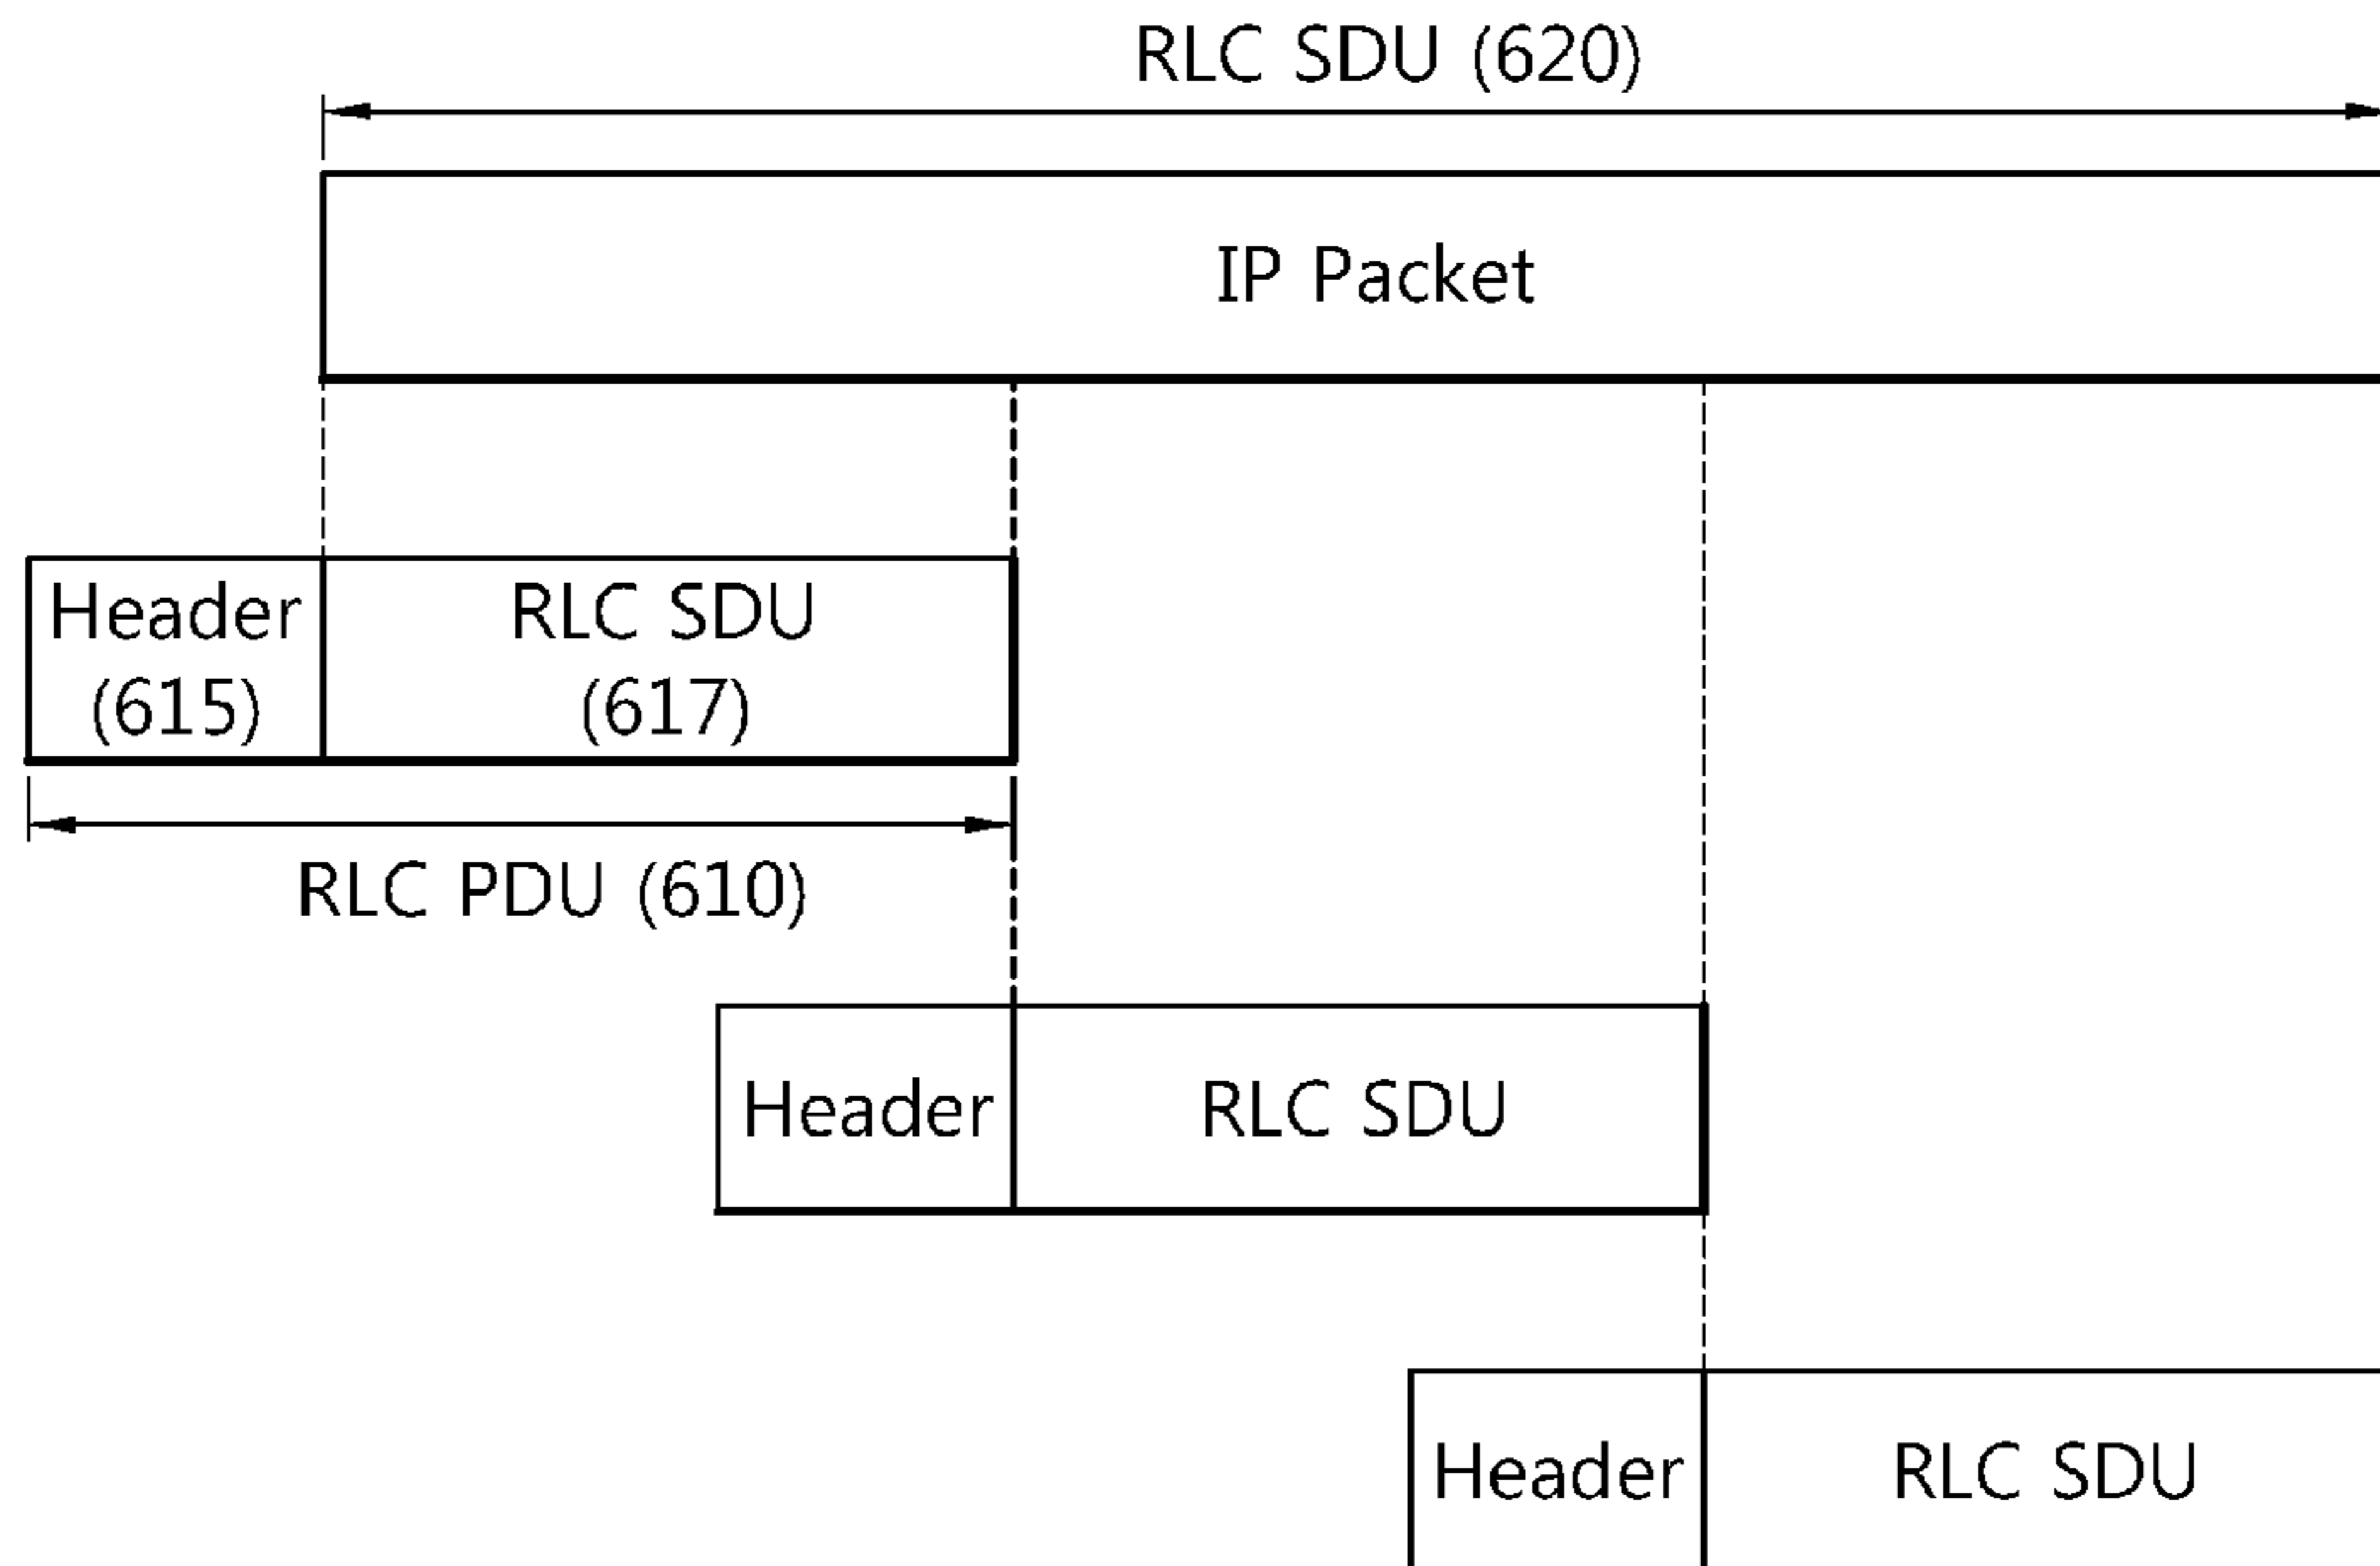 RLC SDU (620)
IP Packet
Header
(615)
RLC SDU
(617)
RLC PDU (610)
Header
RLC SDU
Header
RLC SDU